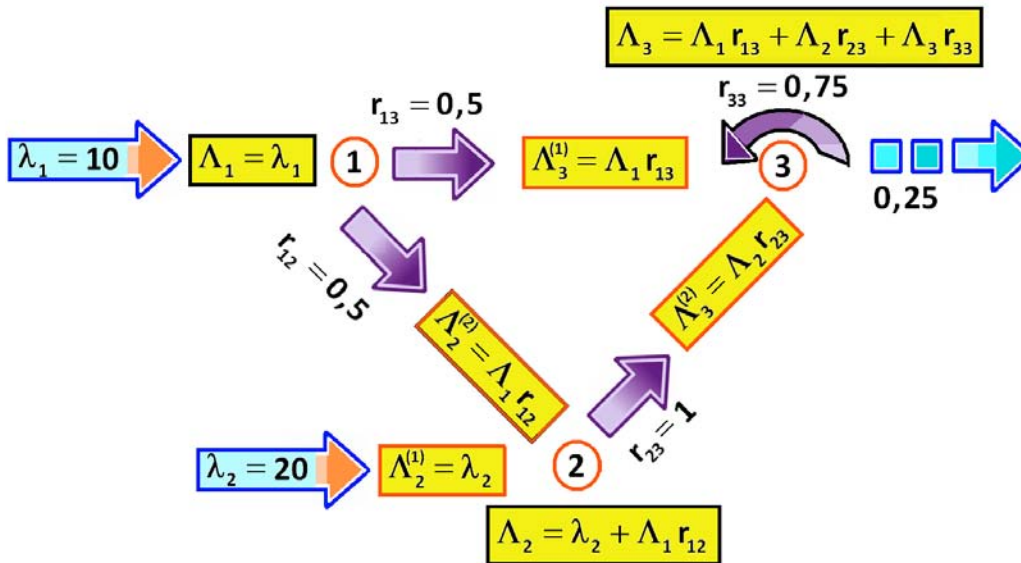 Λ₃ = Λ₁ r₁₃ + Λ₂ r₂₃ + Λ₃ r₃₃
r₁₃ = 0,5
r₃₃ = 0,75
λ₁ = 10
Λ₁ = λ₁
1
Λ₃⁽¹⁾ = Λ₁ r₁₃
3
0,25
r₁₂ = 0,5
Λ₃⁽²⁾ = Λ₂ r₂₃
Λ₂⁽²⁾ = Λ₁ r₁₂
r₂₃ = 1
λ₂ = 20
Λ₂⁽¹⁾ = λ₂
2
Λ₂ = λ₂ + Λ₁ r₁₂